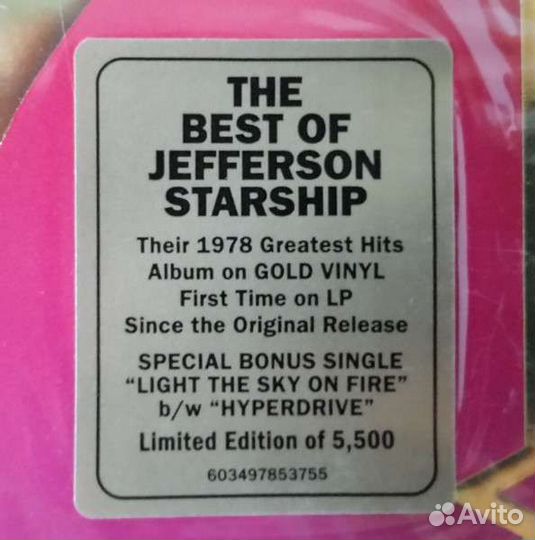 THE
BEST OF
JEFFERSON
STARSHIP
Their 1978 Greatest Hits
Album on GOLD VINYL
First Time on LP
Since the Original Release
SPECIAL BONUS SINGLE
“LIGHT THE SKY ON FIRE”
b/w “HYPERDRIVE”
Limited Edition of 5,500
603497853755
Avito